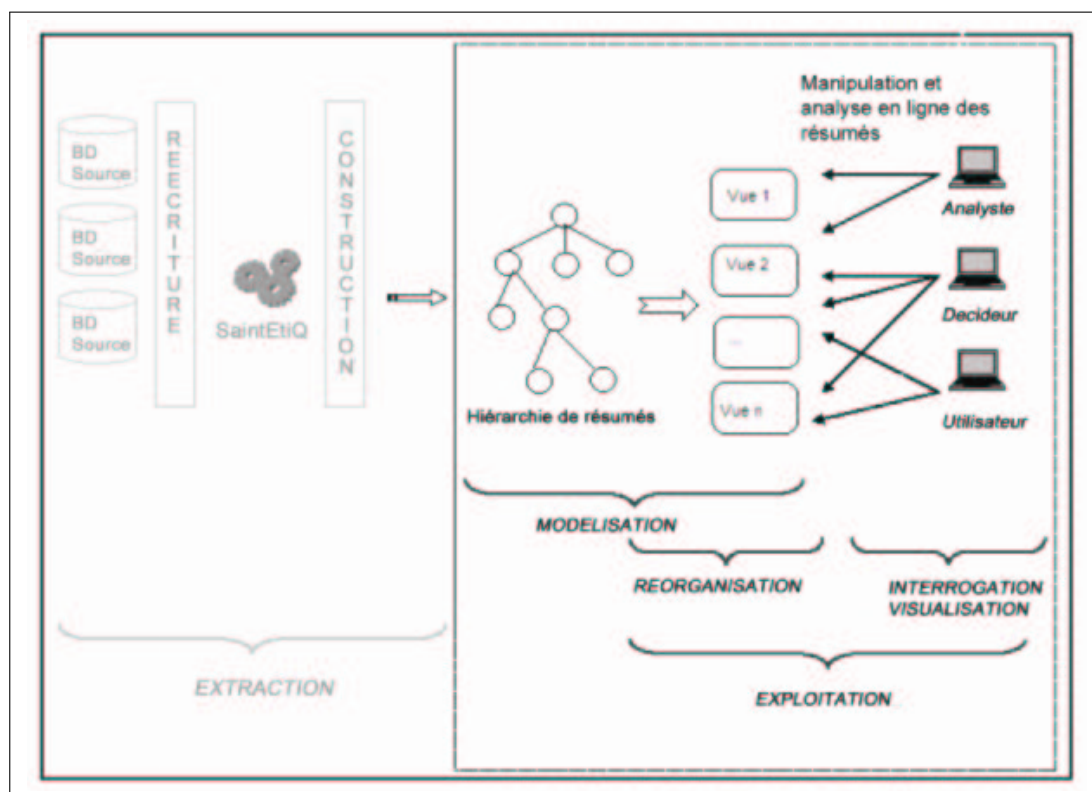 BD
Source
BD
Source
BD
Source
REECRITURE
SaintEtiQ
CONSTRUCTION
Hiérarchie de résumés
Manipulation et
analyse en ligne des
résumés
Vue 1
Vue 2
...
Vue n
Analyste
Decideur
Utilisateur
MODELISATION
REORGANISATION
INTERROGATION
VISUALISATION
EXTRACTION
EXPLOITATION